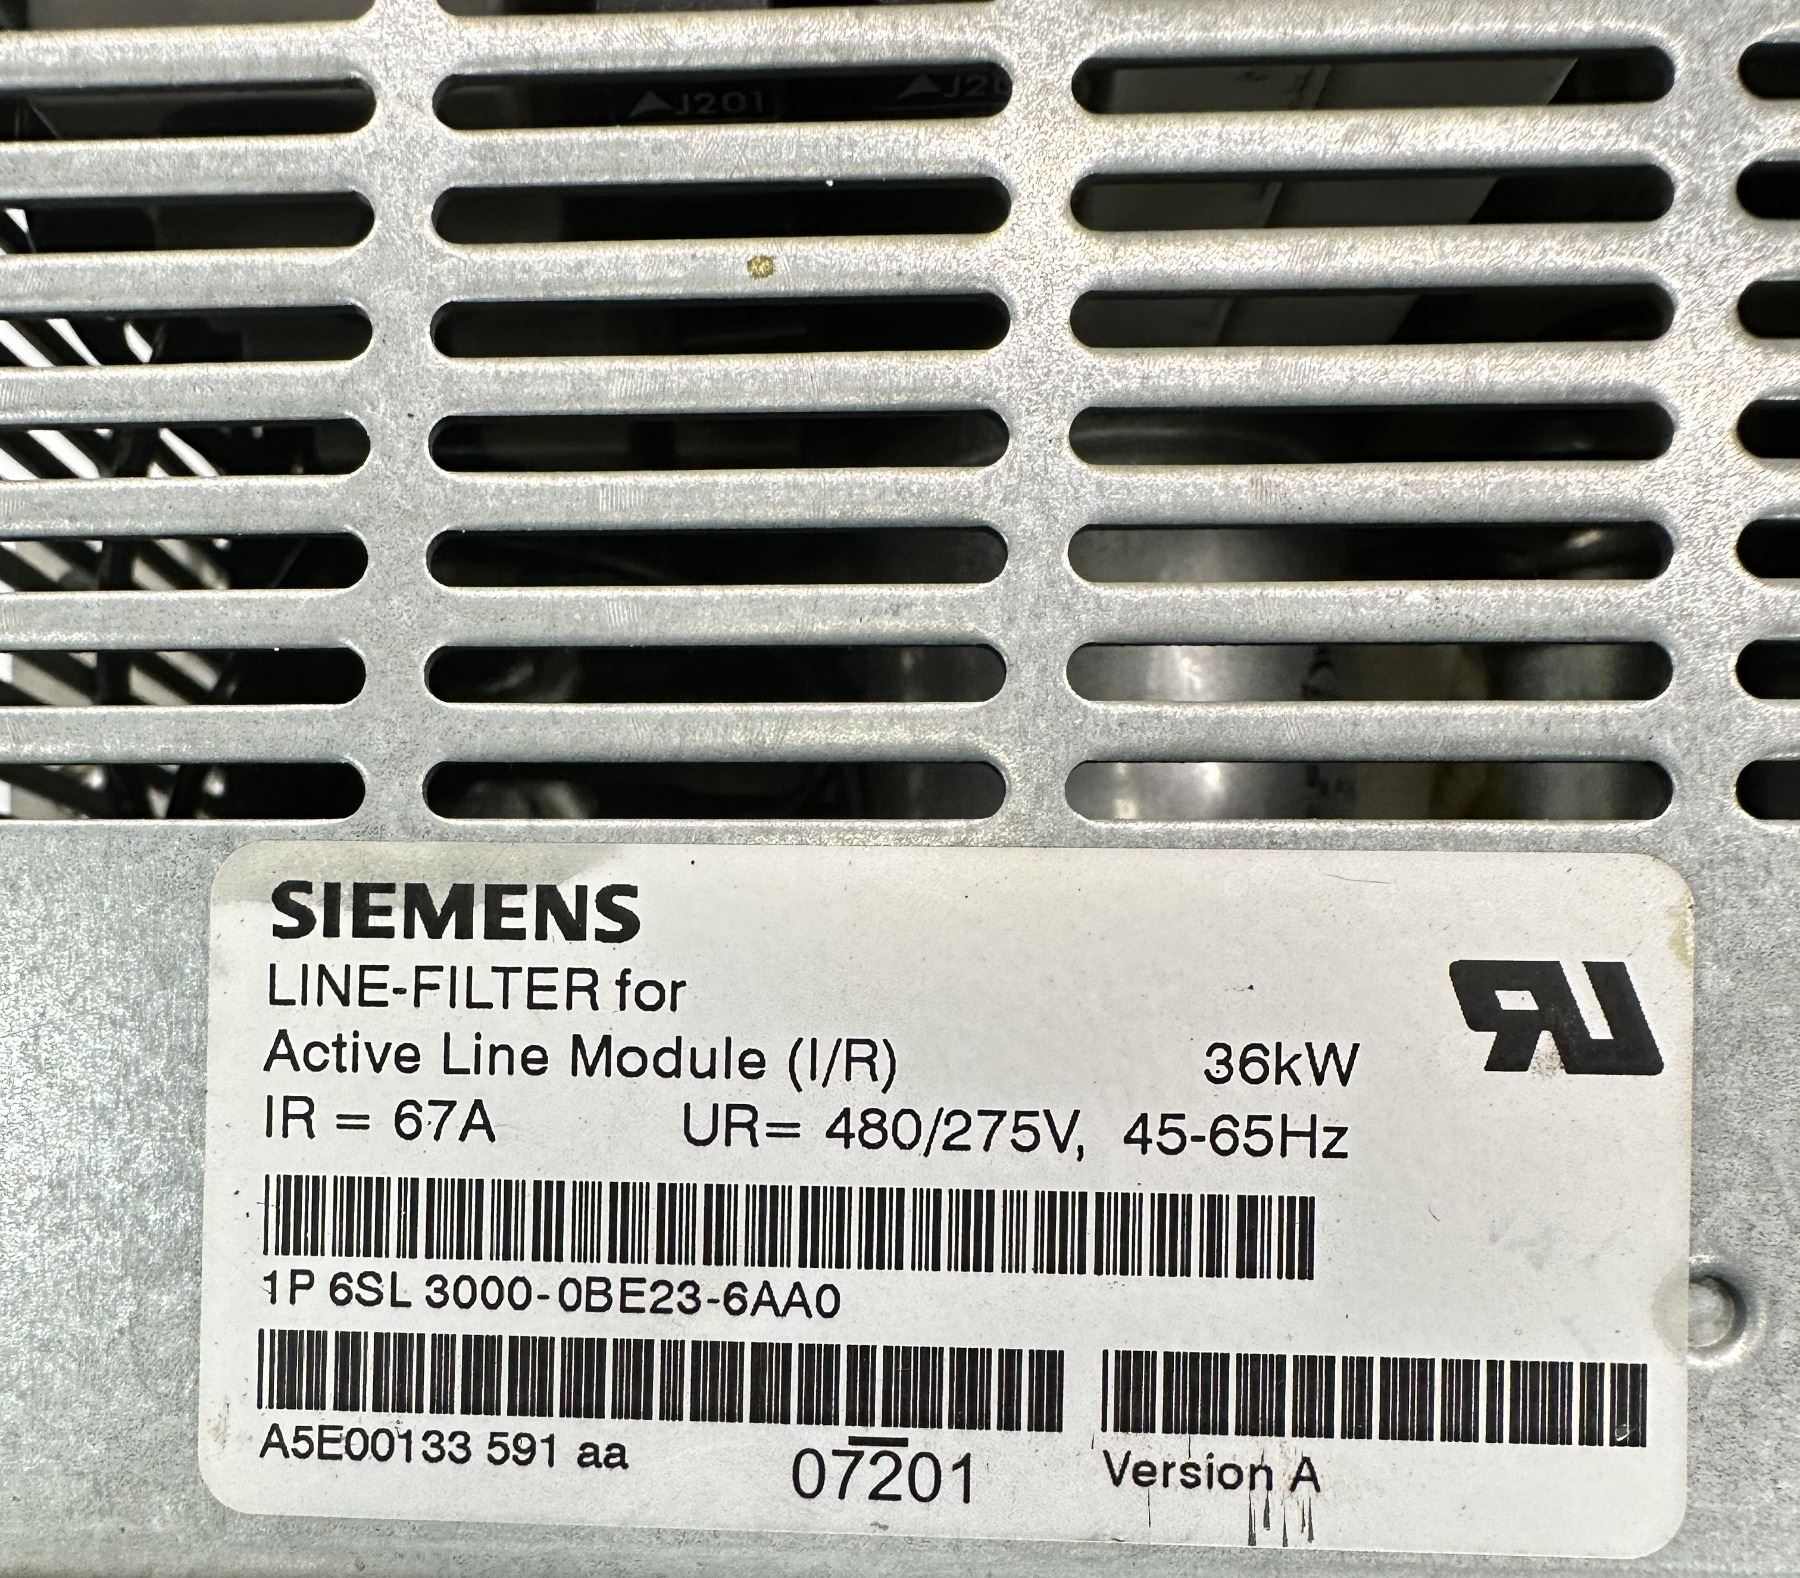 J201
SIEMENS
LINE-FILTER for
Active Line Module (I/R) 36kW
IR = 67A UR= 480/275V, 45-65Hz
1P 6SL 3000-0BE23-6AA0
A5E00133 591 aa 07201 Version A